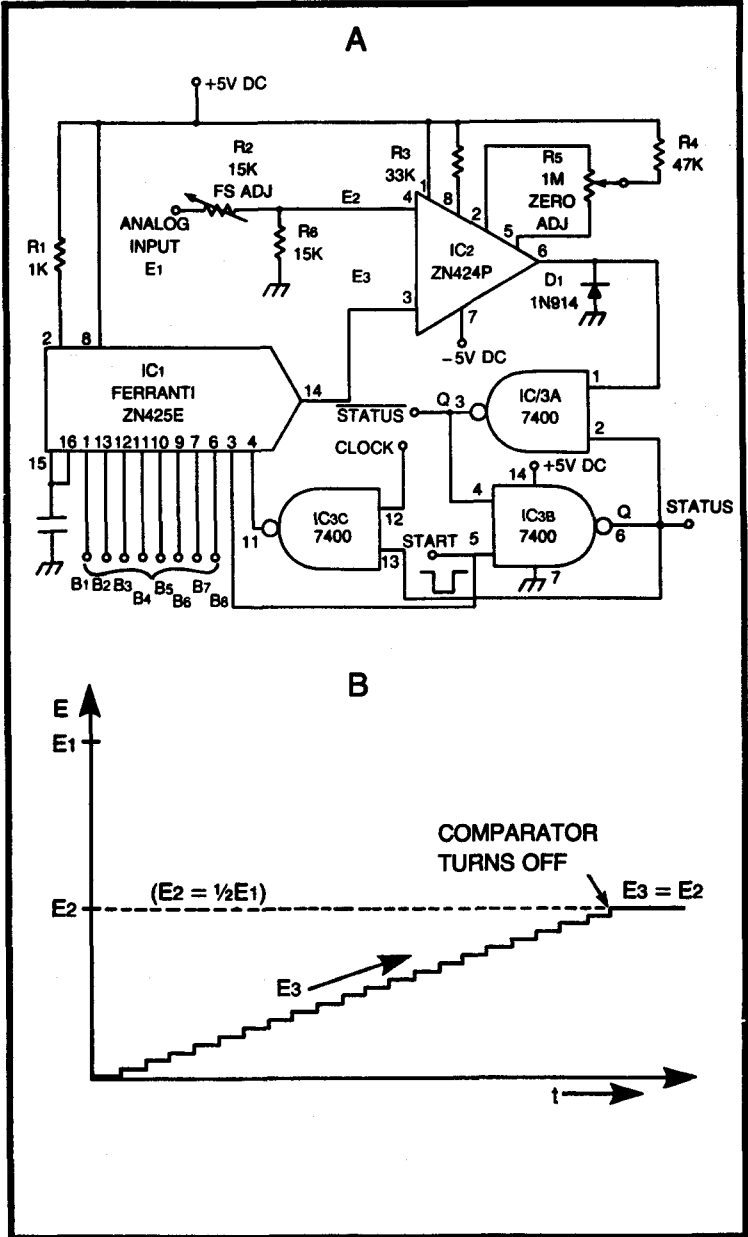 A
+5V DC
R2
15K
FS ADJ
R3
33K
R5
1M
ZERO
ADJ
R4
47K
1
8
2
5
4
E2
ANALOG
INPUT
E1
R6
15K
IC2
ZN424P
6
R1
1K
E3
3
7
−5V DC
D1
1N914
2
8
IC1
FERRANTI
ZN425E
14
STATUS
Q
3
IC/3A
7400
1
2
CLOCK
+5V DC
14
15
16
1
13
12
11
10
9
7
6
3
4
4
IC3B
7400
Q
6
STATUS
11
IC3C
7400
12
13
START
5
7
B1
B2
B3
B4
B5
B6
B7
B8
B
E
E1
COMPARATOR
TURNS OFF
(E2 = ½E1)
E3 = E2
E2
E3
t